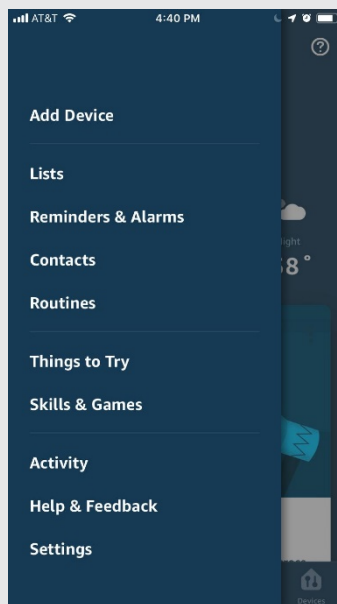 AT&T 4:40 PM
Add Device
Lists
Reminders & Alarms
Contacts
Routines
Things to Try
Skills & Games
Activity
Help & Feedback
Settings
Devices